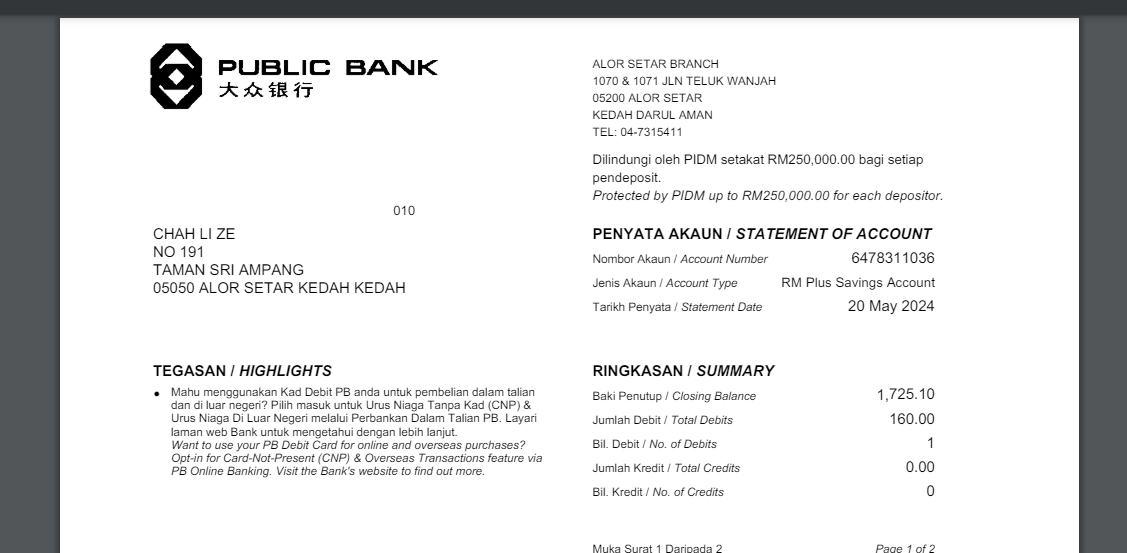 PUBLIC BANK
大众银行
ALOR SETAR BRANCH
1070 & 1071 JLN TELUK WANJAH
05200 ALOR SETAR
KEDAH DARUL AMAN
TEL: 04-7315411
Dilindungi oleh PIDM setakat RM250,000.00 bagi setiap
pendeposit.
Protected by PIDM up to RM250,000.00 for each depositor.
010
CHAH LI ZE
NO 191
TAMAN SRI AMPANG
05050 ALOR SETAR KEDAH KEDAH
PENYATA AKAUN / STATEMENT OF ACCOUNT
Nombor Akaun / Account Number 6478311036
Jenis Akaun / Account Type RM Plus Savings Account
Tarikh Penyata / Statement Date 20 May 2024
TEGASAN / HIGHLIGHTS
• Mahu menggunakan Kad Debit PB anda untuk pembelian dalam talian
dan di luar negeri? Pilih masuk untuk Urus Niaga Tanpa Kad (CNP) &
Urus Niaga Di Luar Negeri melalui Perbankan Dalam Talian PB. Layari
laman web Bank untuk mengetahui dengan lebih lanjut.
Want to use your PB Debit Card for online and overseas purchases?
Opt-in for Card-Not-Present (CNP) & Overseas Transactions feature via
PB Online Banking. Visit the Bank's website to find out more.
RINGKASAN / SUMMARY
Baki Penutup / Closing Balance 1,725.10
Jumlah Debit / Total Debits 160.00
Bil. Debit / No. of Debits 1
Jumlah Kredit / Total Credits 0.00
Bil. Kredit / No. of Credits 0
Muka Surat 1 Daripada 2 Page 1 of 2